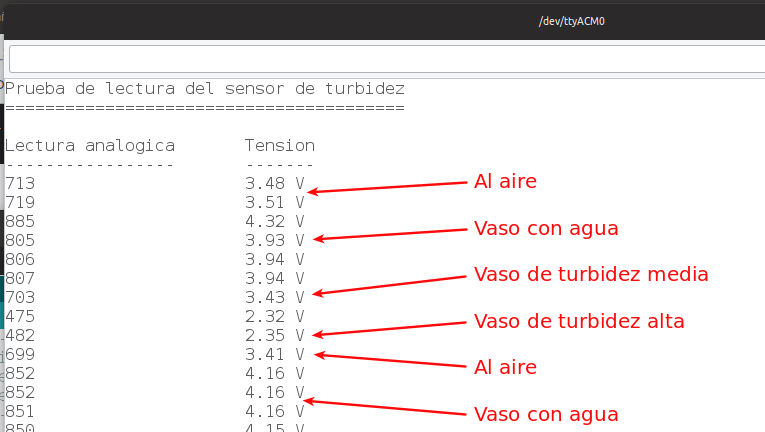 /dev/ttyACM0
Prueba de lectura del sensor de turbidez
========================================
Lectura analogica Tension
----------------- -------
713 3.48 V
Al aire
719 3.51 V
885 4.32 V
Vaso con agua
805 3.93 V
806 3.94 V
807 3.94 V
Vaso de turbidez media
703 3.43 V
475 2.32 V
Vaso de turbidez alta
482 2.35 V
699 3.41 V
Al aire
852 4.16 V
852 4.16 V
851 4.16 V
Vaso con agua
850 4.15 V